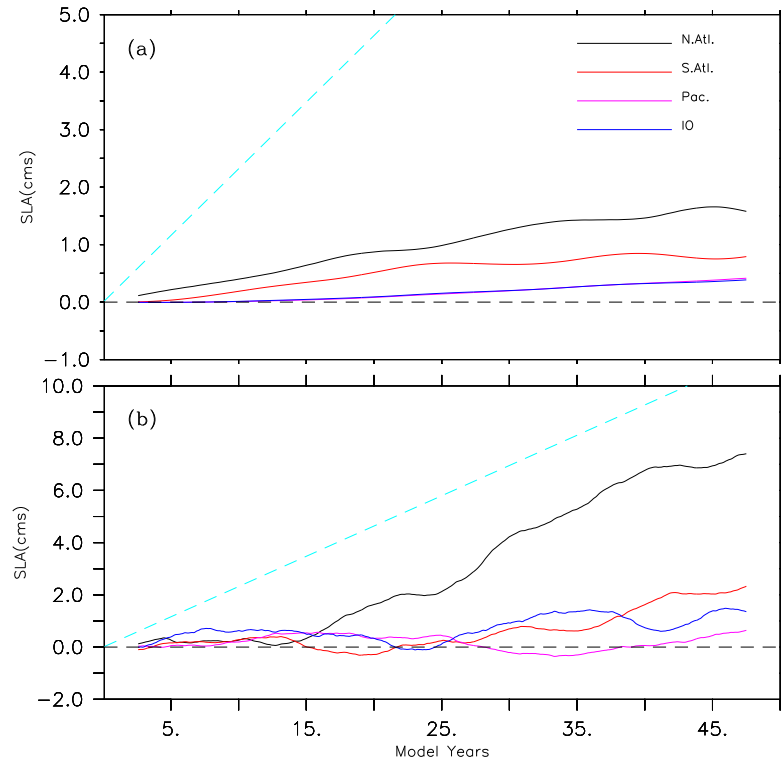 5.0
(a)
N.Atl.
4.0
S.Atl.
Pac.
3.0
IO
SLA(cms)
2.0
1.0
0.0
−1.0
10.0
(b)
8.0
6.0
SLA(cms)
4.0
2.0
0.0
−2.0
5. 15. 25. 35. 45.
Model Years